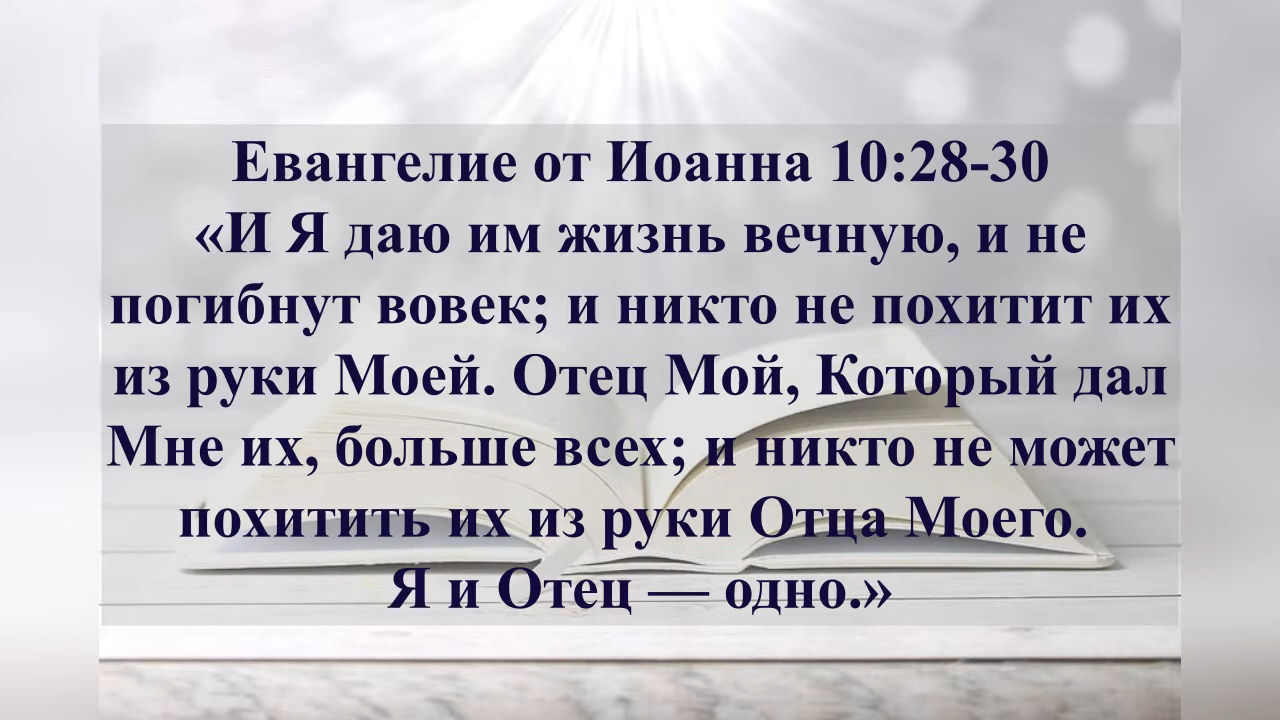 Евангелие от Иоанна 10:28-30
«И Я даю им жизнь вечную, и не
погибнут вовек; и никто не похитит их
из руки Моей. Отец Мой, Который дал
Мне их, больше всех; и никто не может
похитить их из руки Отца Моего.
Я и Отец — одно.»